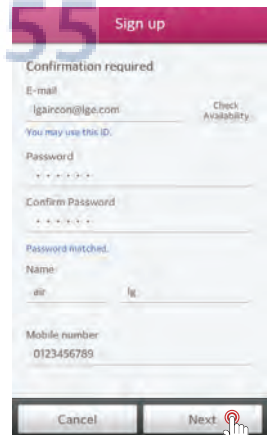 55
Sign up
Confirmation required
E-mail
lgaircon@lge.com
Check
Availability
You may use this ID.
Password
••••••
Confirm Password
••••••
Password matched.
Name
air lg
Mobile number
0123456789
Cancel Next